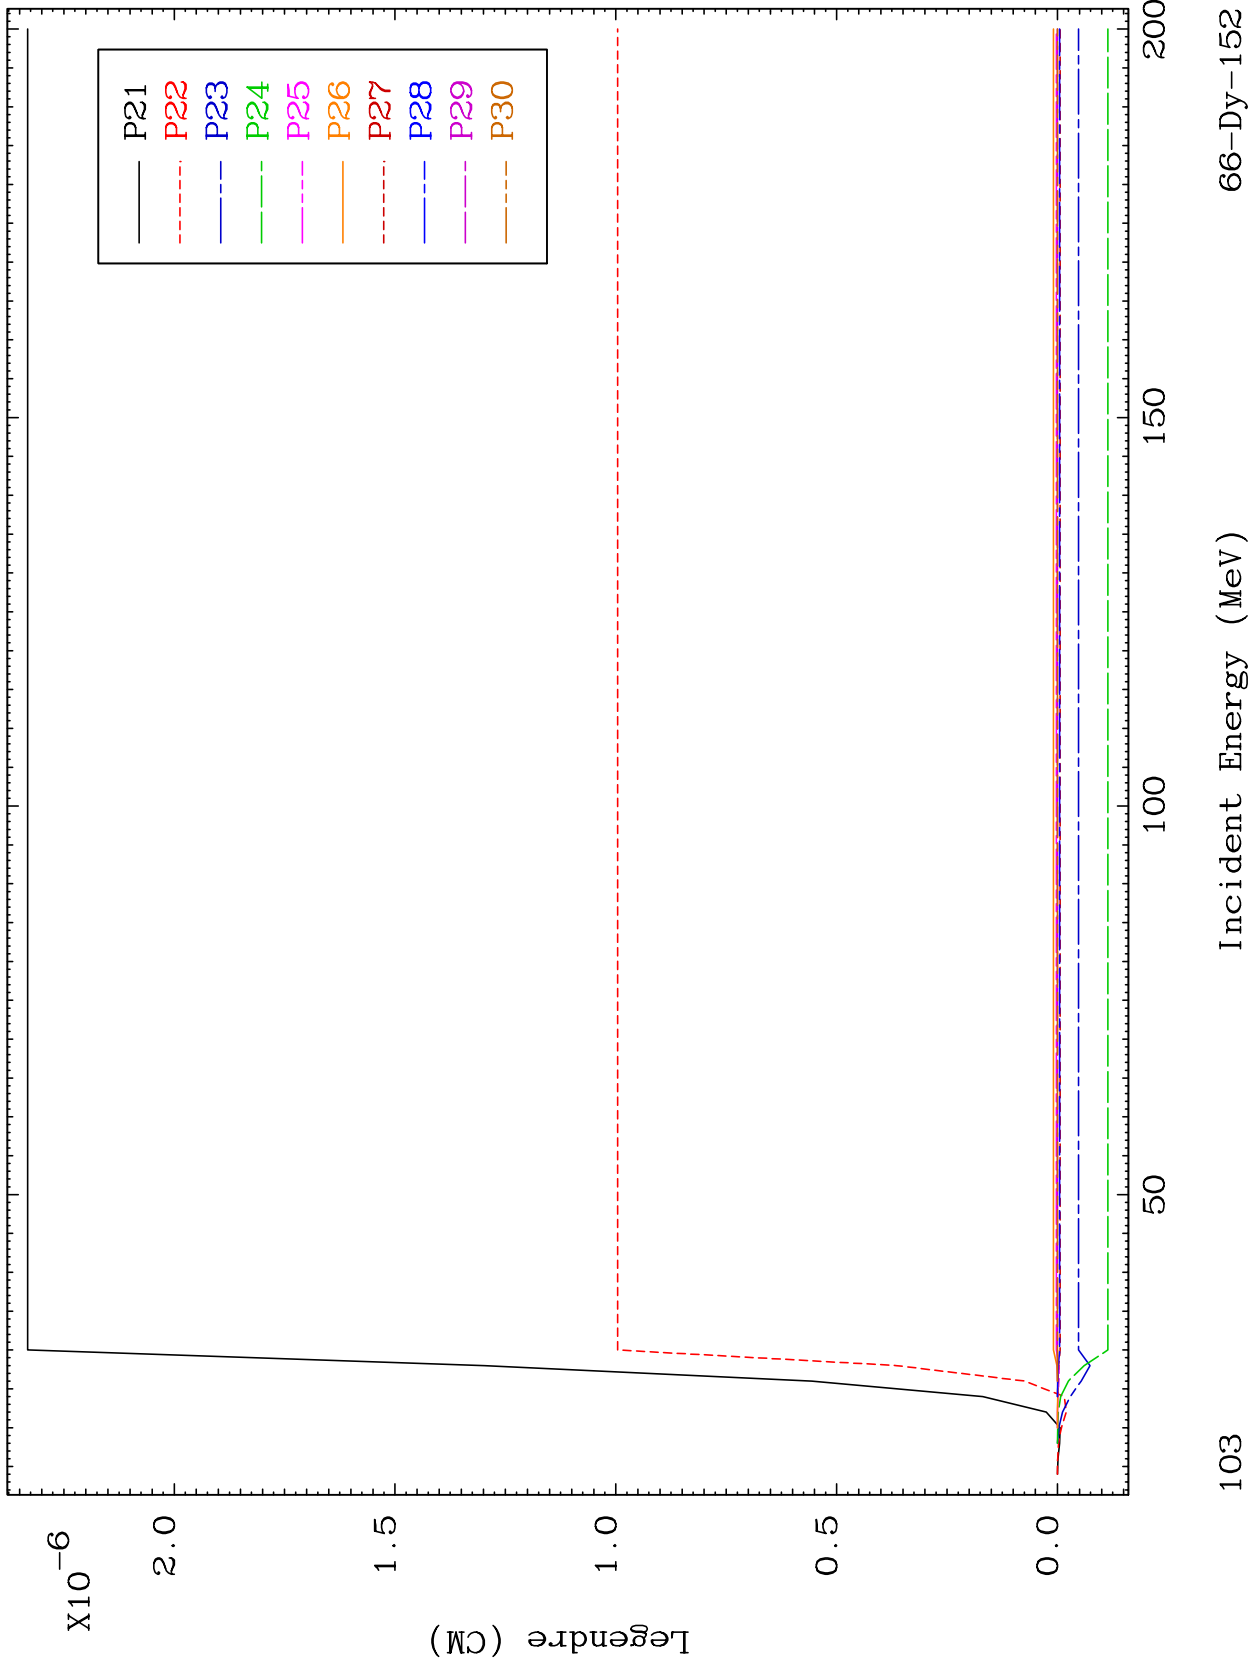 X10-6
2.0
1.5
1.0
0.5
0.0
Legendre (CM)
P21
P22
P23
P24
P25
P26
P27
P28
P29
P30
50
100
150
200
Incident Energy (MeV)
103
66-Dy-152